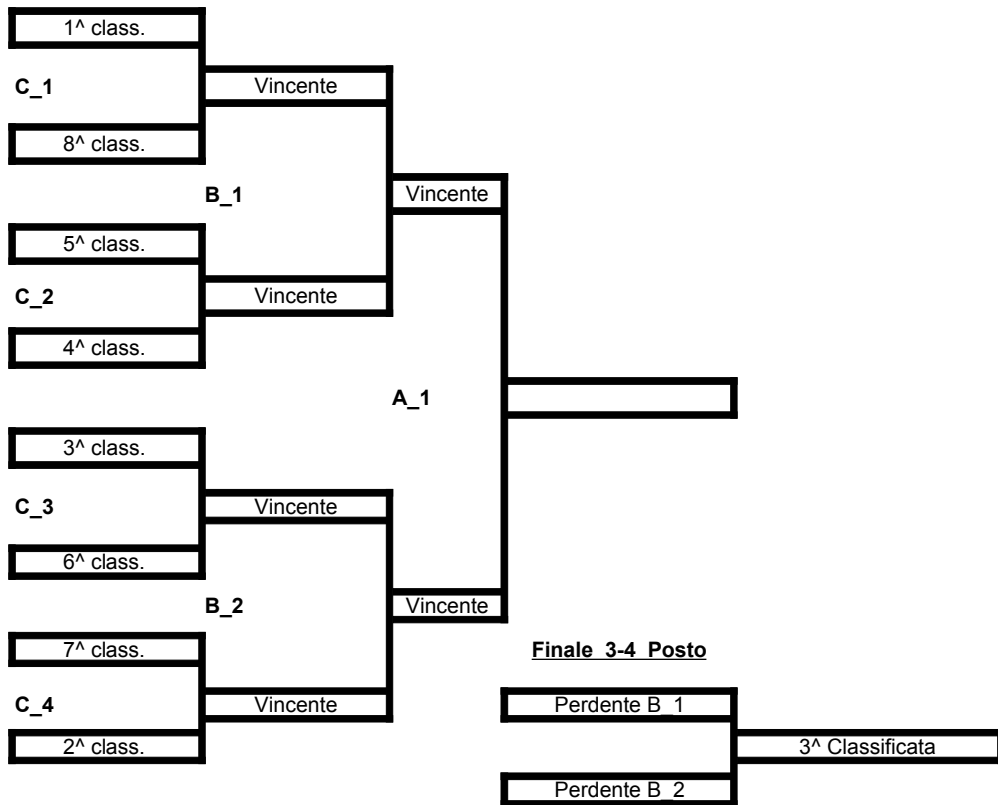 1^ class.
C_1
Vincente
8^ class.
B_1
Vincente
5^ class.
C_2
Vincente
4^ class.
A_1
3^ class.
C_3
Vincente
6^ class.
B_2
Vincente
7^ class.
C_4
Vincente
2^ class.
Finale 3-4 Posto
Perdente B_1
3^ Classificata
Perdente B_2